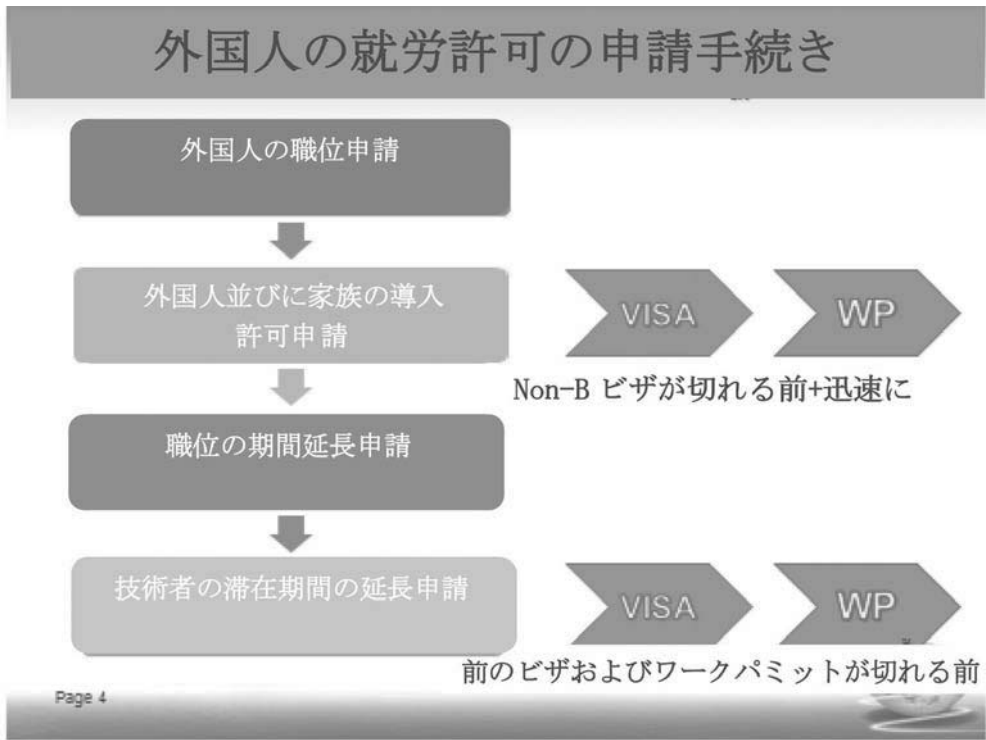 外国人の就労許可の申請手続き
外国人の職位申請
外国人並びに家族の導入
許可申請
VISA
WP
Non-B ビザが切れる前+迅速に
職位の期間延長申請
技術者の滞在期間の延長申請
VISA
WP
前のビザおよびワークパミットが切れる前
Page 4